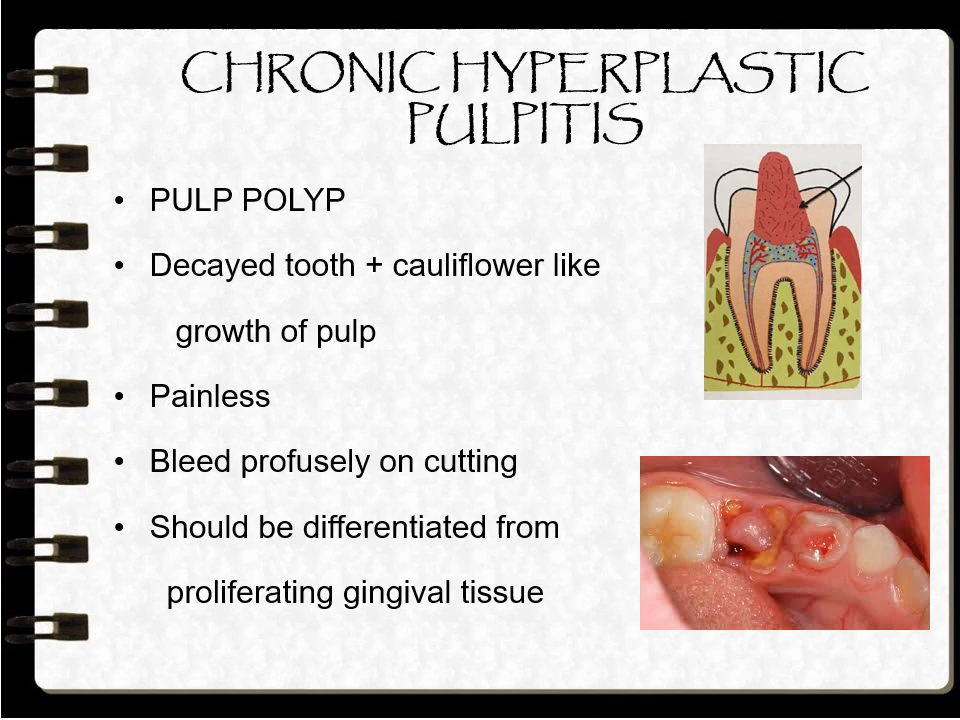 CHRONIC HYPERPLASTIC
PULPITIS
• PULP POLYP
• Decayed tooth + cauliflower like
growth of pulp
• Painless
• Bleed profusely on cutting
• Should be differentiated from
proliferating gingival tissue